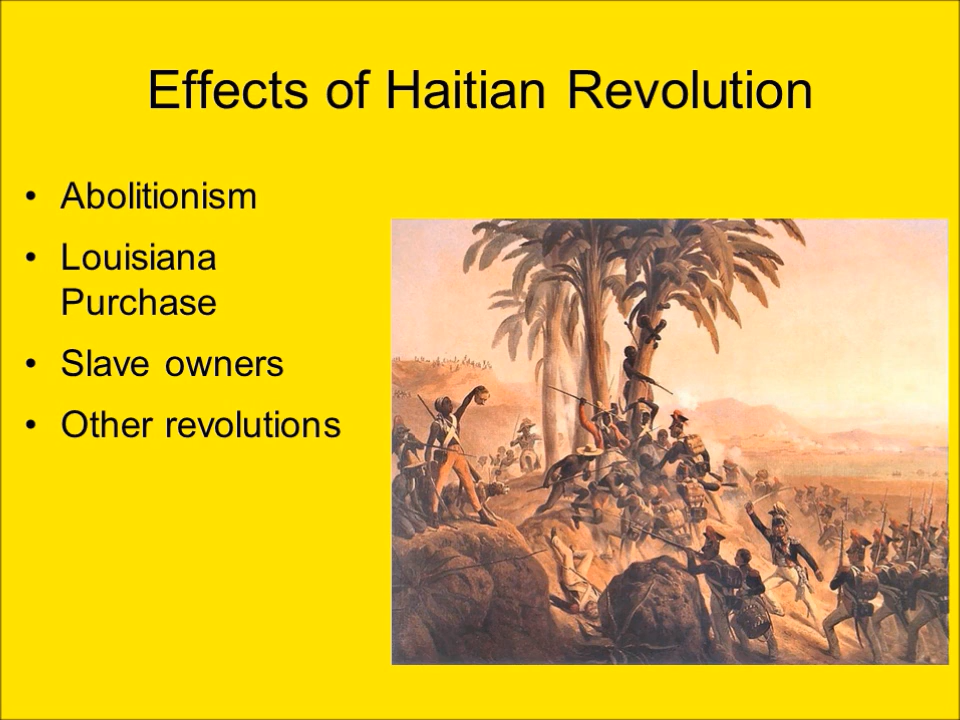 Effects of Haitian Revolution
• Abolitionism
• Louisiana
Purchase
• Slave owners
• Other revolutions